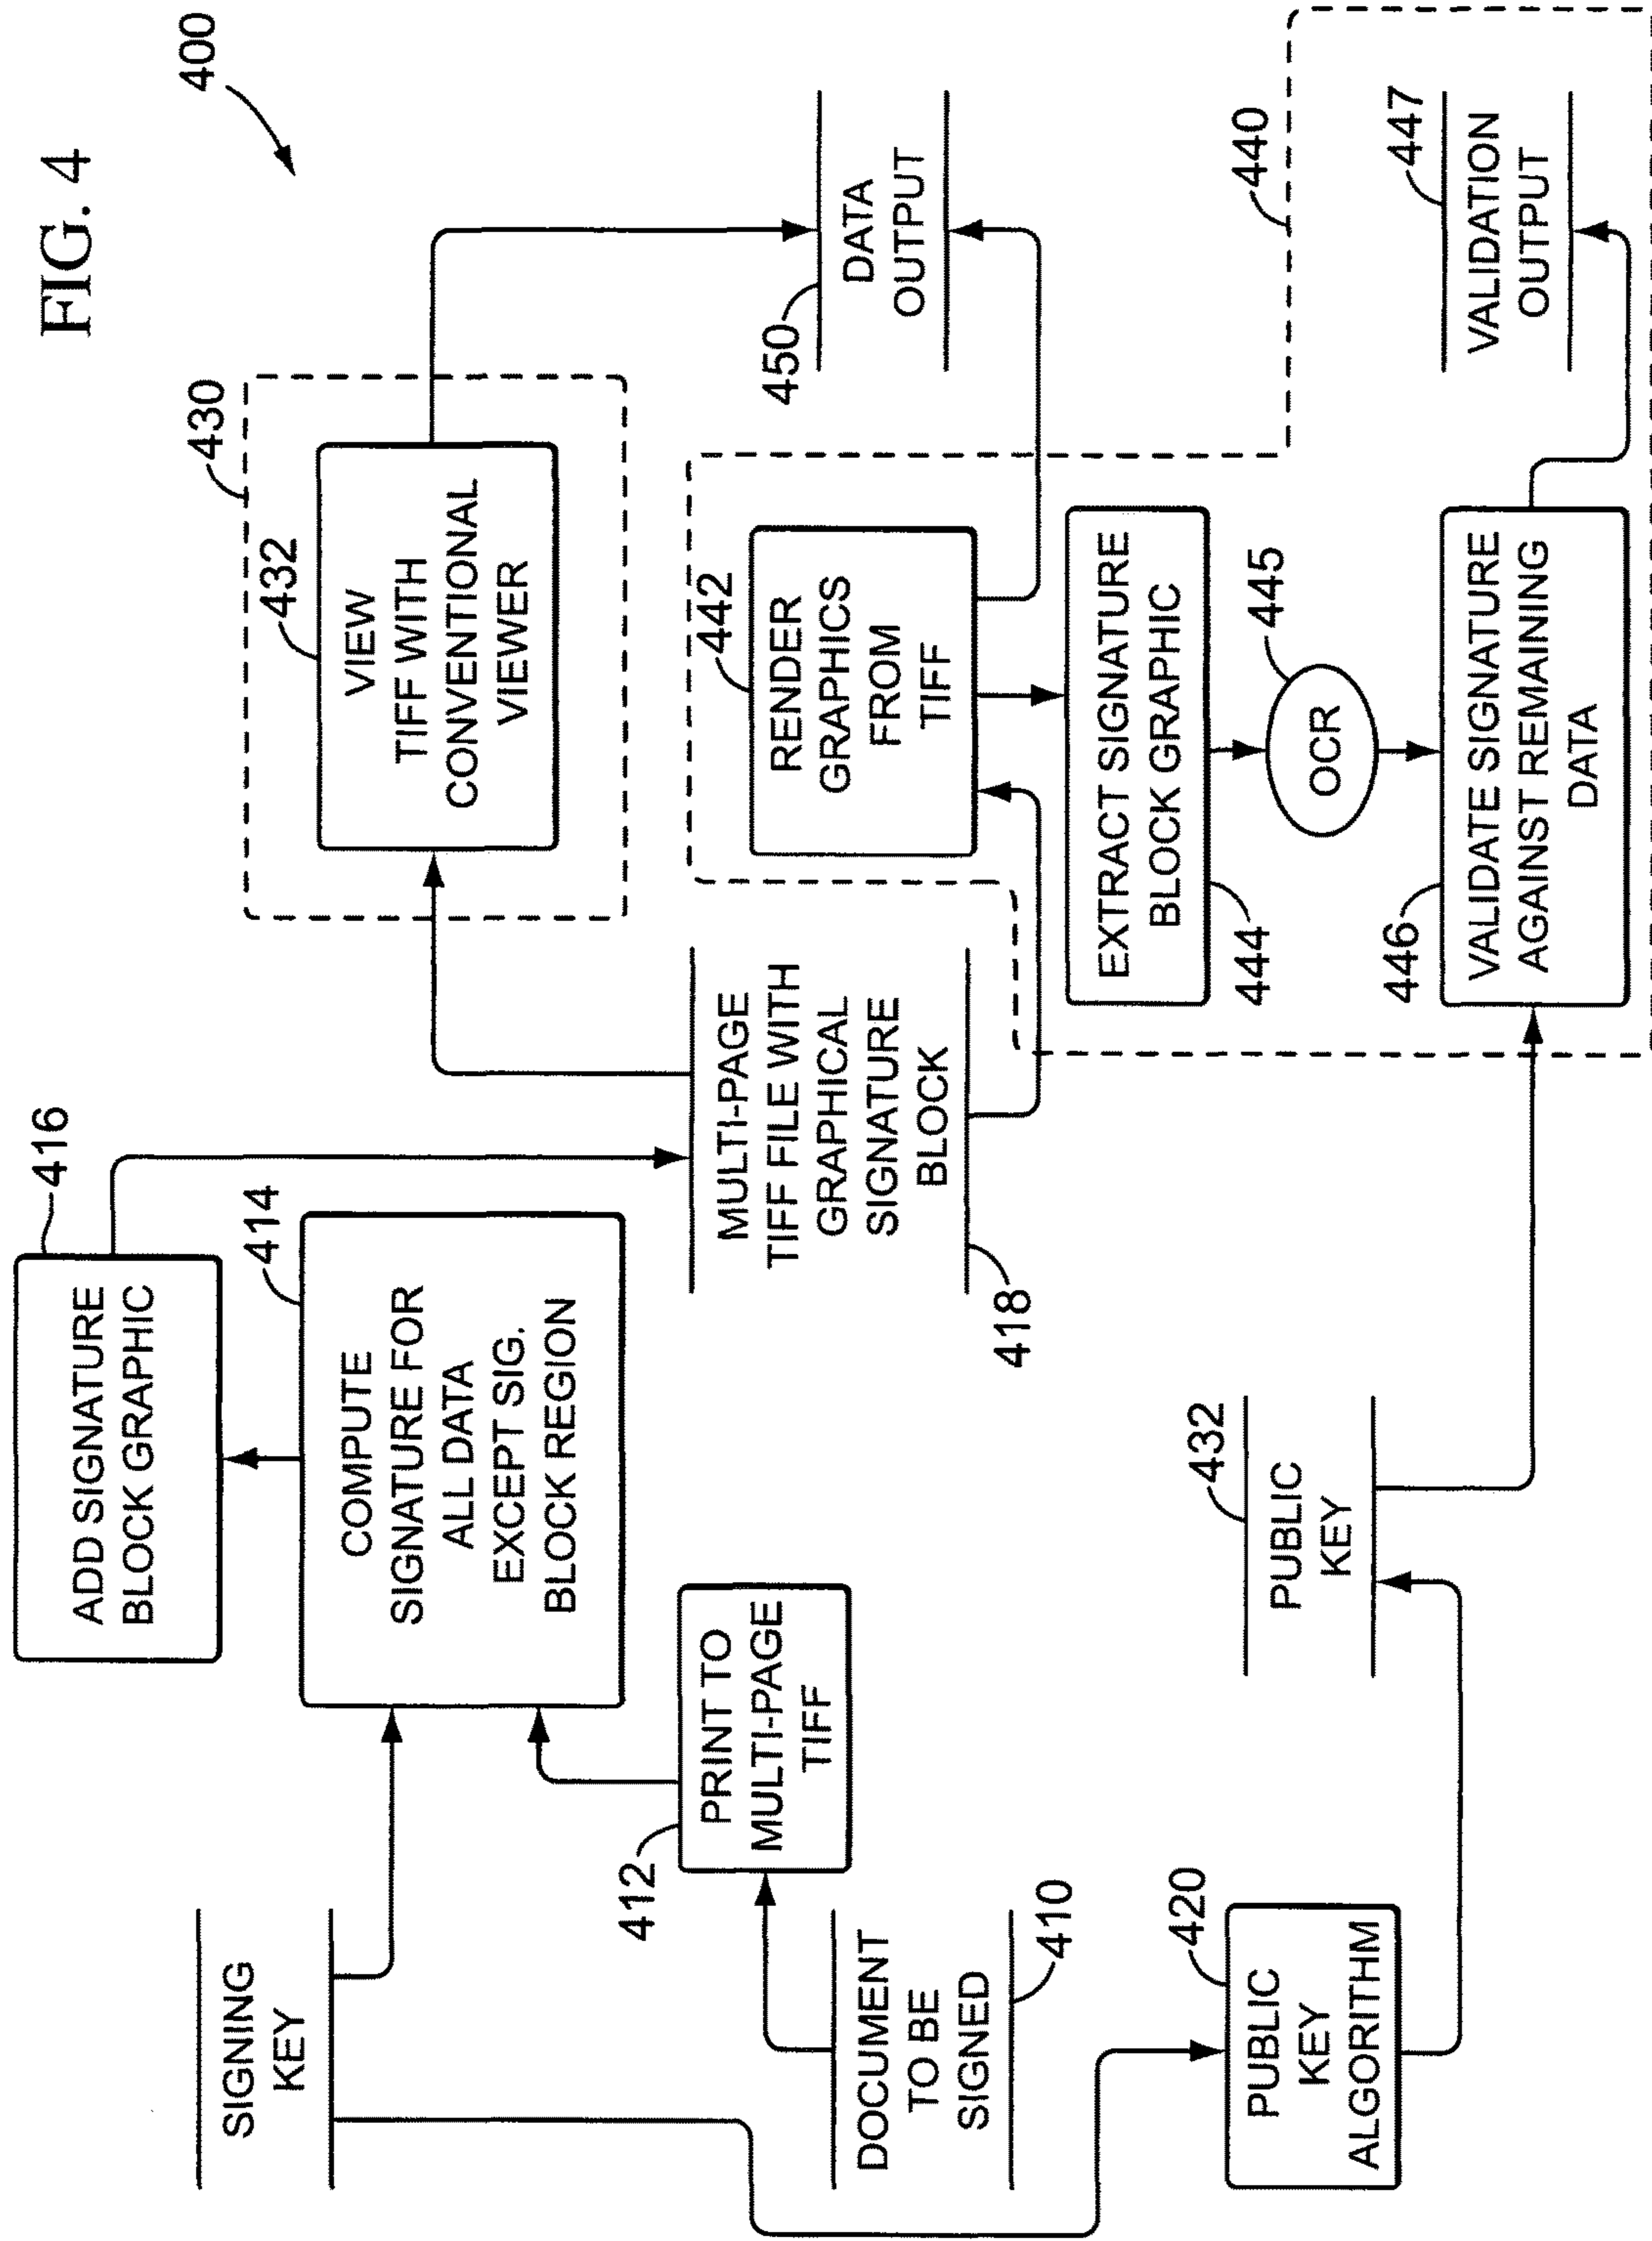 FIG. 4
400
SIGNING
KEY
ADD SIGNATURE
BLOCK GRAPHIC
416
COMPUTE
SIGNATURE FOR
ALL DATA
EXCEPT SIG.
BLOCK REGION
414
430
432
VIEW
TIFF WITH
CONVENTIONAL
VIEWER
PRINT TO
MULTI-PAGE
TIFF
412
DOCUMENT
TO BE
SIGNED
410
MULTI-PAGE
TIFF FILE WITH
GRAPHICAL
SIGNATURE
BLOCK
418
450
DATA
OUTPUT
442
RENDER
GRAPHICS
FROM
TIFF
440
EXTRACT SIGNATURE
BLOCK GRAPHIC
444
445
OCR
420
PUBLIC
KEY
ALGORITHM
432
PUBLIC
KEY
446
VALIDATE SIGNATURE
AGAINST REMAINING
DATA
447
VALIDATION
OUTPUT